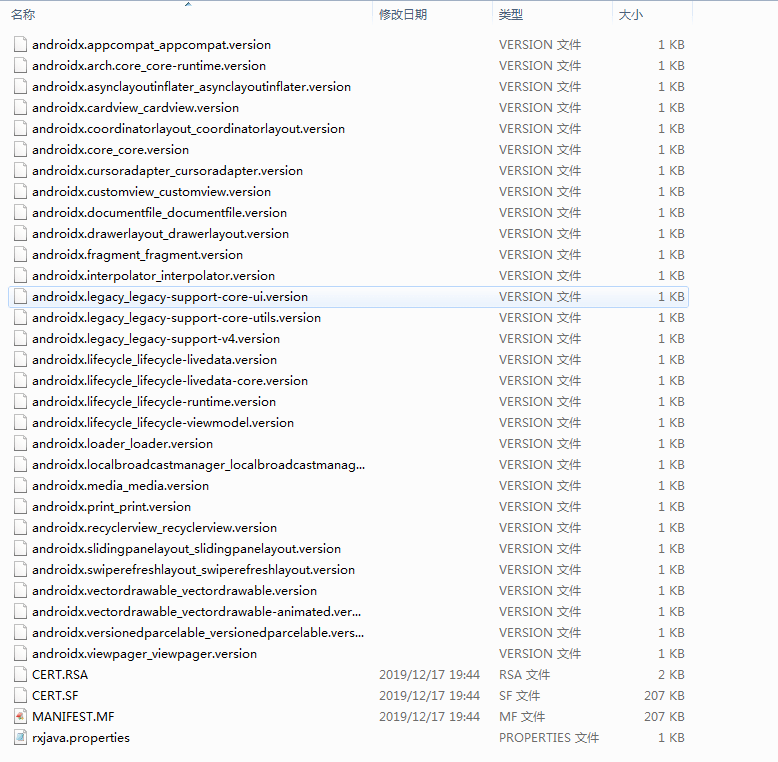 名称 修改日期 类型 大小
androidx.appcompat_appcompat.version VERSION 文件 1 KB
androidx.arch.core_core-runtime.version VERSION 文件 1 KB
androidx.asynclayoutinflater_asynclayoutinflater.version VERSION 文件 1 KB
androidx.cardview_cardview.version VERSION 文件 1 KB
androidx.coordinatorlayout_coordinatorlayout.version VERSION 文件 1 KB
androidx.core_core.version VERSION 文件 1 KB
androidx.cursoradapter_cursoradapter.version VERSION 文件 1 KB
androidx.customview_customview.version VERSION 文件 1 KB
androidx.documentfile_documentfile.version VERSION 文件 1 KB
androidx.drawerlayout_drawerlayout.version VERSION 文件 1 KB
androidx.fragment_fragment.version VERSION 文件 1 KB
androidx.interpolator_interpolator.version VERSION 文件 1 KB
androidx.legacy_legacy-support-core-ui.version VERSION 文件 1 KB
androidx.legacy_legacy-support-core-utils.version VERSION 文件 1 KB
androidx.legacy_legacy-support-v4.version VERSION 文件 1 KB
androidx.lifecycle_lifecycle-livedata.version VERSION 文件 1 KB
androidx.lifecycle_lifecycle-livedata-core.version VERSION 文件 1 KB
androidx.lifecycle_lifecycle-runtime.version VERSION 文件 1 KB
androidx.lifecycle_lifecycle-viewmodel.version VERSION 文件 1 KB
androidx.loader_loader.version VERSION 文件 1 KB
androidx.localbroadcastmanager_localbroadcastmanag... VERSION 文件 1 KB
androidx.media_media.version VERSION 文件 1 KB
androidx.print_print.version VERSION 文件 1 KB
androidx.recyclerview_recyclerview.version VERSION 文件 1 KB
androidx.slidingpanelayout_slidingpanelayout.version VERSION 文件 1 KB
androidx.swiperefreshlayout_swiperefreshlayout.version VERSION 文件 1 KB
androidx.vectordrawable_vectordrawable.version VERSION 文件 1 KB
androidx.vectordrawable_vectordrawable-animated.ver... VERSION 文件 1 KB
androidx.versionedparcelable_versionedparcelable.vers... VERSION 文件 1 KB
androidx.viewpager_viewpager.version VERSION 文件 1 KB
CERT.RSA 2019/12/17 19:44 RSA 文件 2 KB
CERT.SF 2019/12/17 19:44 SF 文件 207 KB
MANIFEST.MF 2019/12/17 19:44 MF 文件 207 KB
rxjava.properties PROPERTIES 文件 1 KB